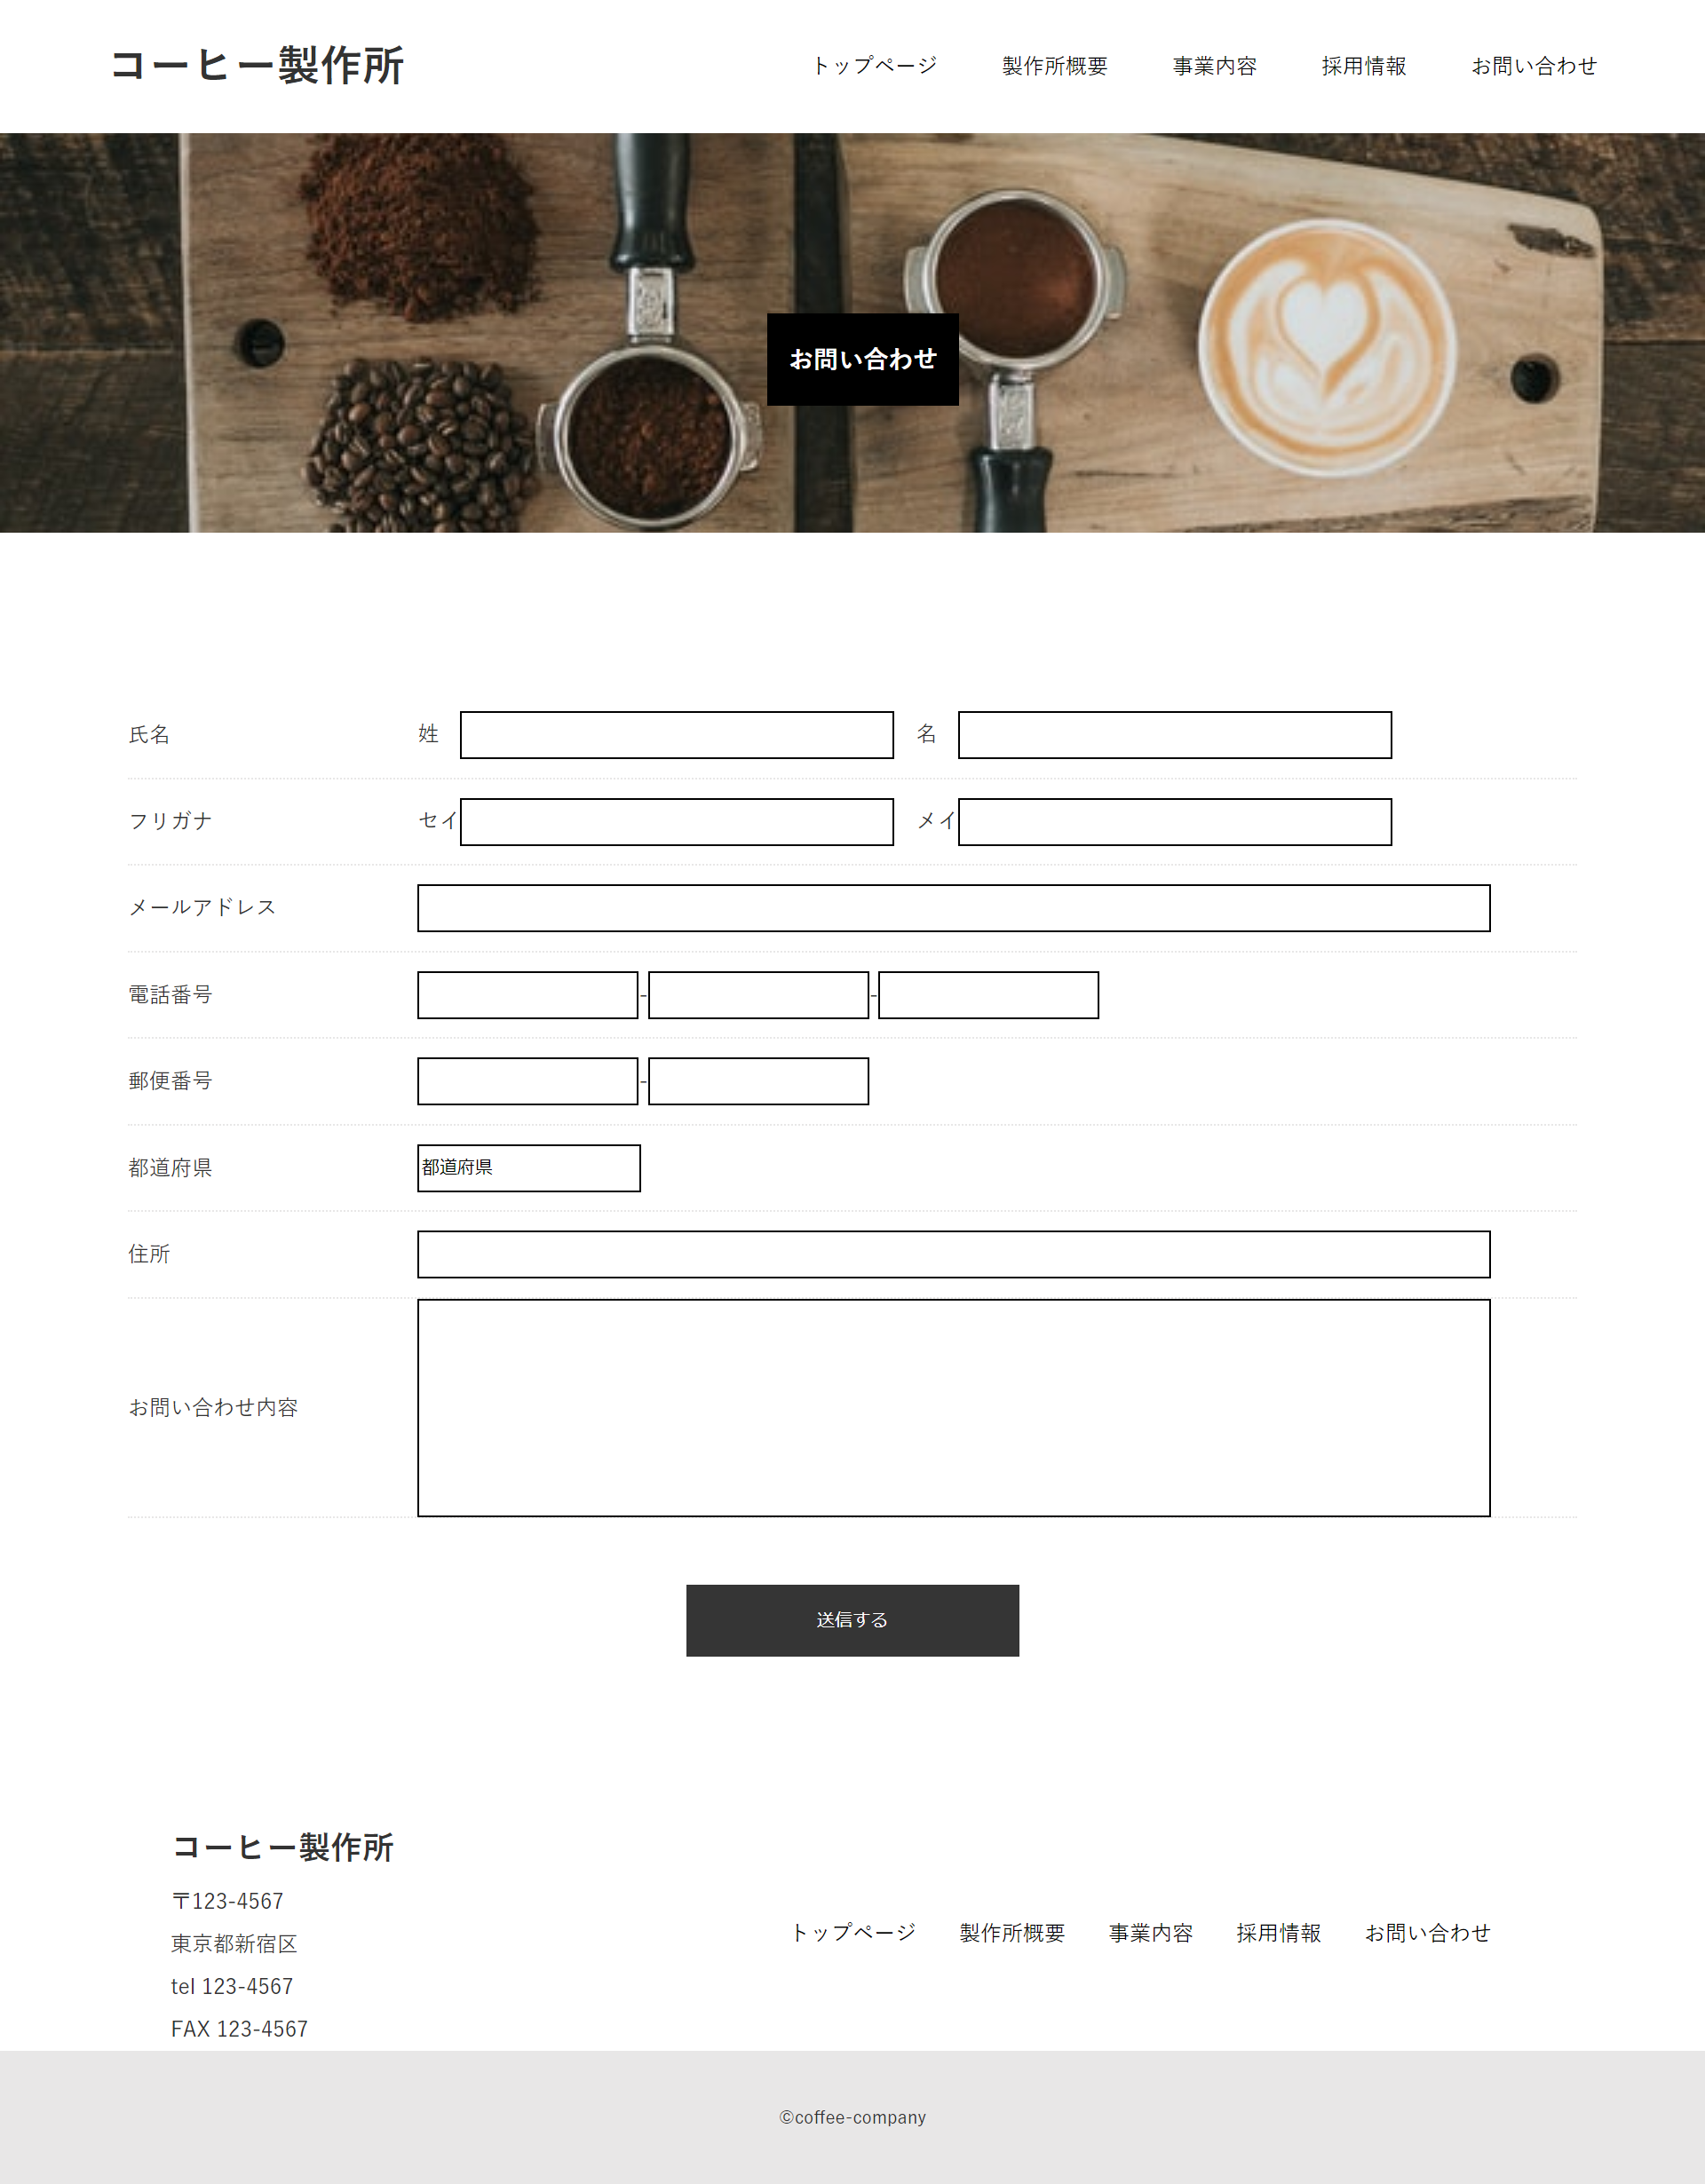 コーヒー製作所
トップページ 製作所概要 事業内容 採用情報 お問い合わせ
お問い合わせ
氏名 姓 名
フリガナ セイ メイ
メールアドレス
電話番号 - -
郵便番号 -
都道府県 都道府県
住所
お問い合わせ内容
送信する
コーヒー製作所
〒123-4567
東京都新宿区
tel 123-4567
FAX 123-4567
トップページ 製作所概要 事業内容 採用情報 お問い合わせ
©coffee-company